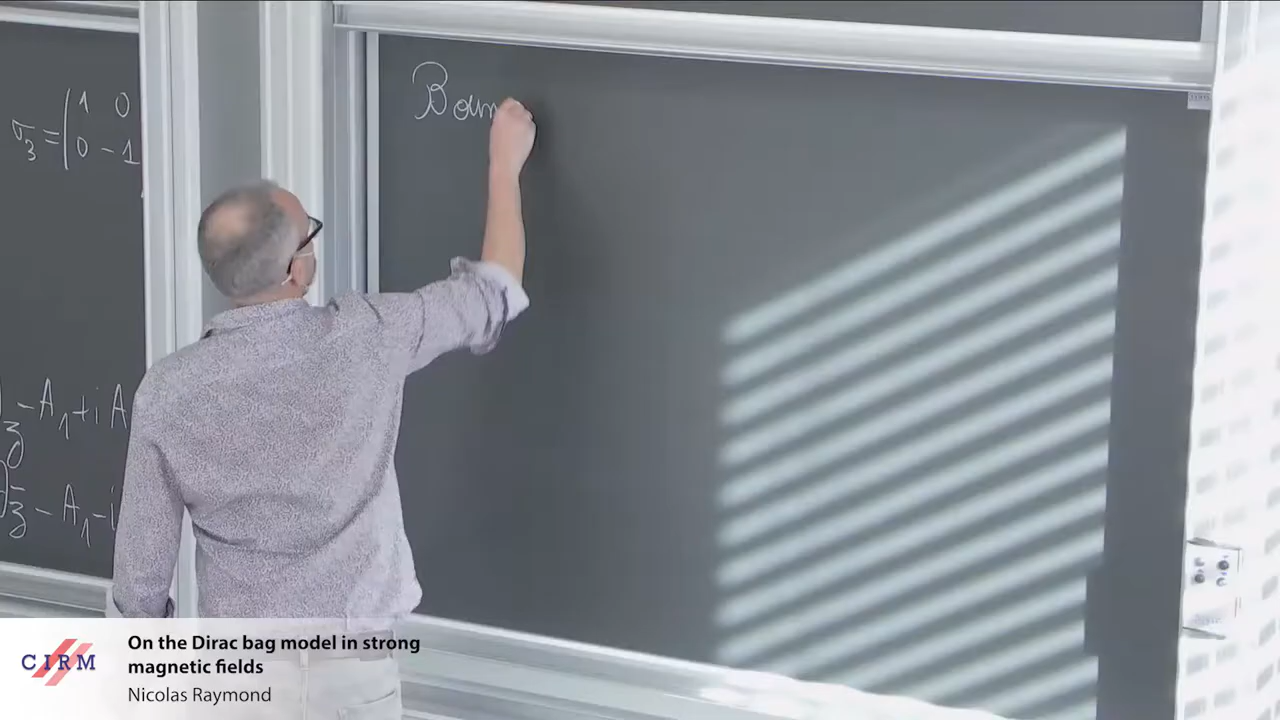 σ₃ = | 1 0
0 -1
-A₁+iA
-A₁-i
Boun
CIRM
On the Dirac bag model in strong
magnetic fields
Nicolas Raymond